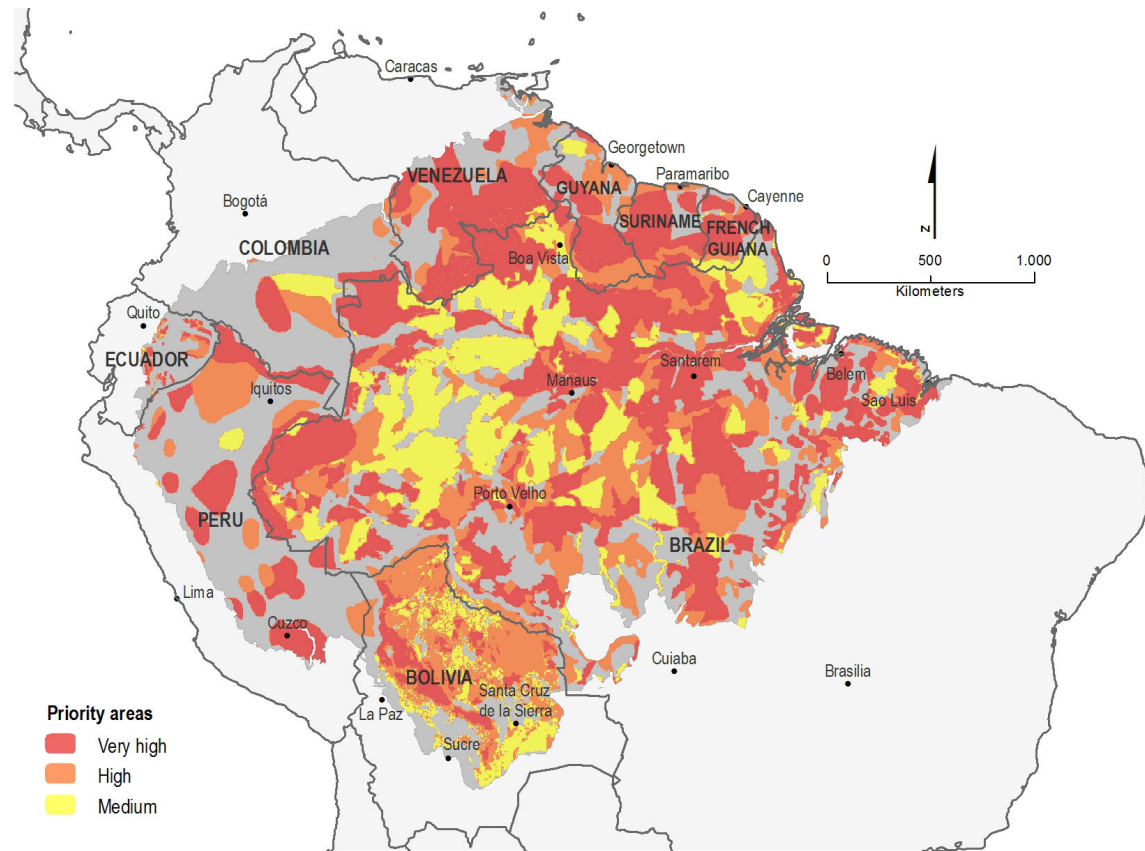 Caracas
Georgetown
VENEZUELA
Paramaribo
GUYANA
Cayenne
Bogotá
SURINAME
FRENCH
GUIANA
COLOMBIA
Boa Vista
N
0 500 1.000
Kilometers
Quito
ECUADOR
Santarem
Belem
Iquitos
Manaus
Sao Luis
Porto Velho
PERU
BRAZIL
Lima
Cuzco
Cuiaba
Brasilia
BOLIVIA
Santa Cruz
de la Sierra
La Paz
Sucre
Priority areas
Very high
High
Medium